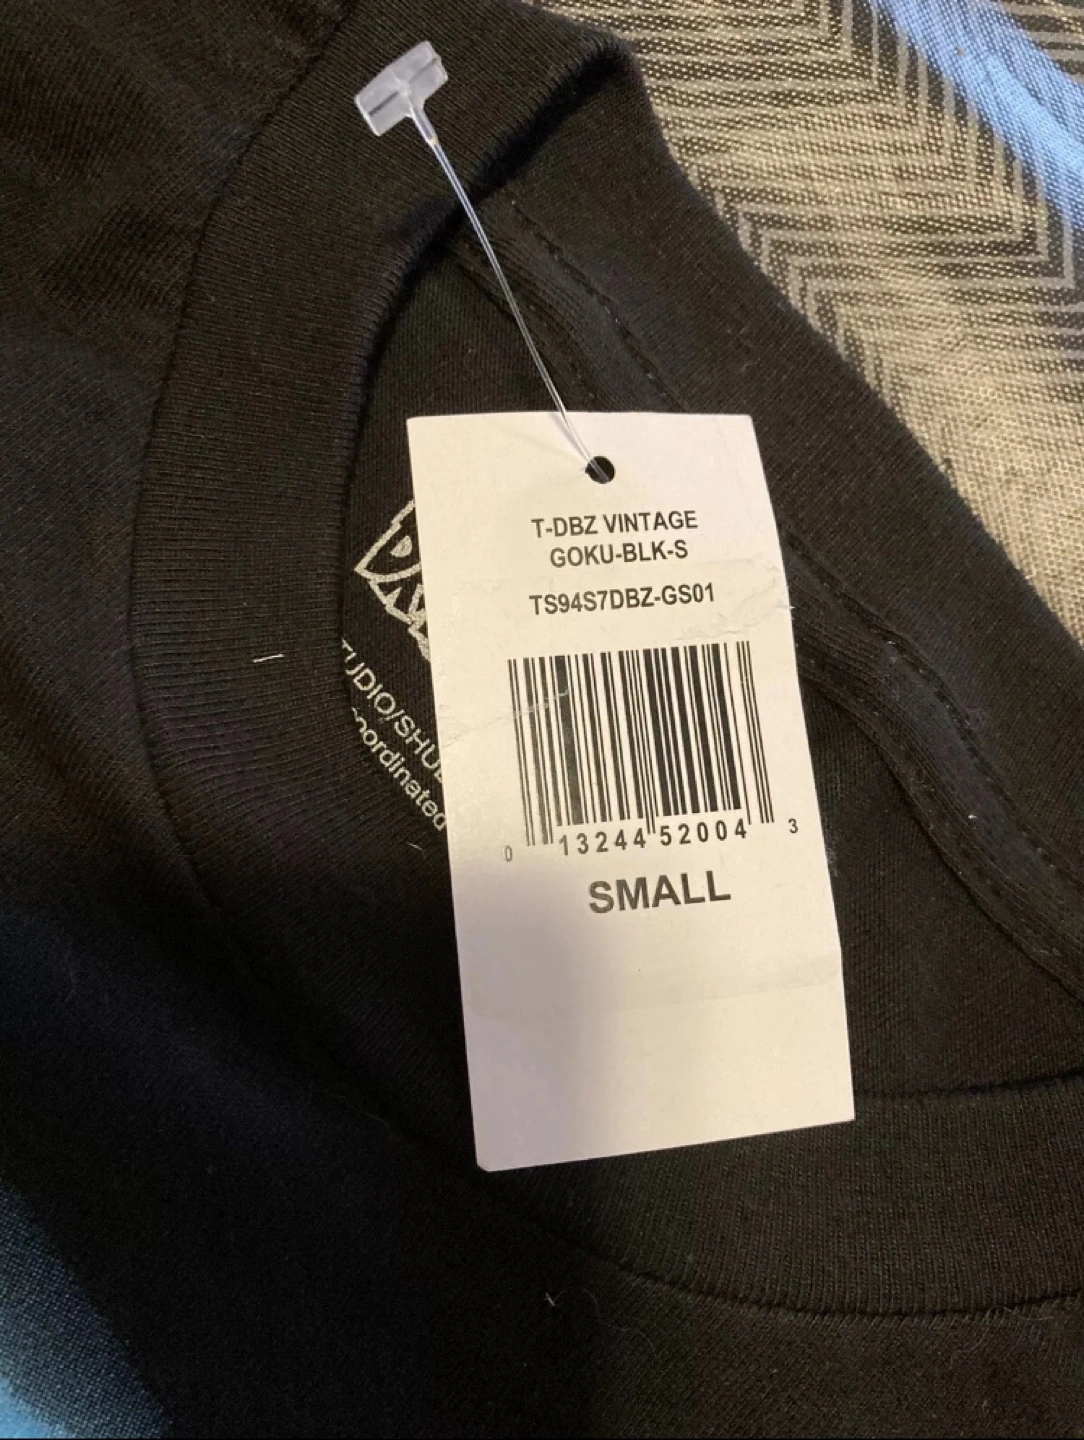 T-DBZ VINTAGE
GOKU-BLK-S
TS94S7DBZ-GS01
0 13244 52004 3
SMALL